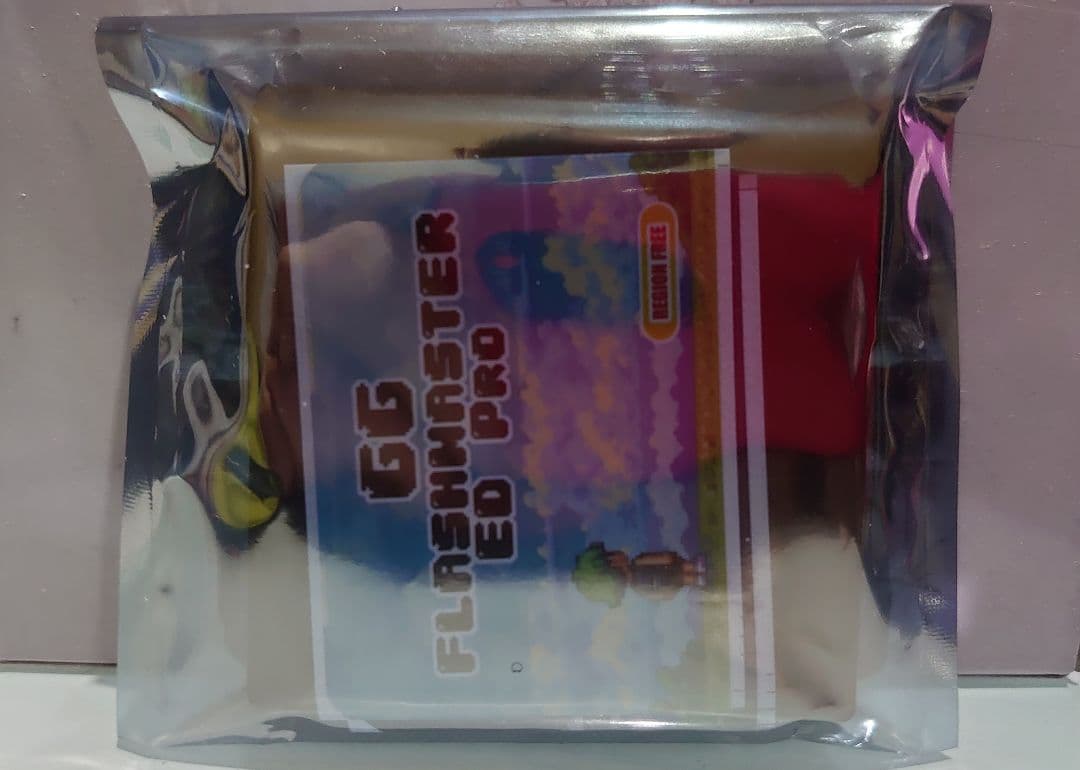 GG
FLASHMASTER
ED PRO
REGION FREE